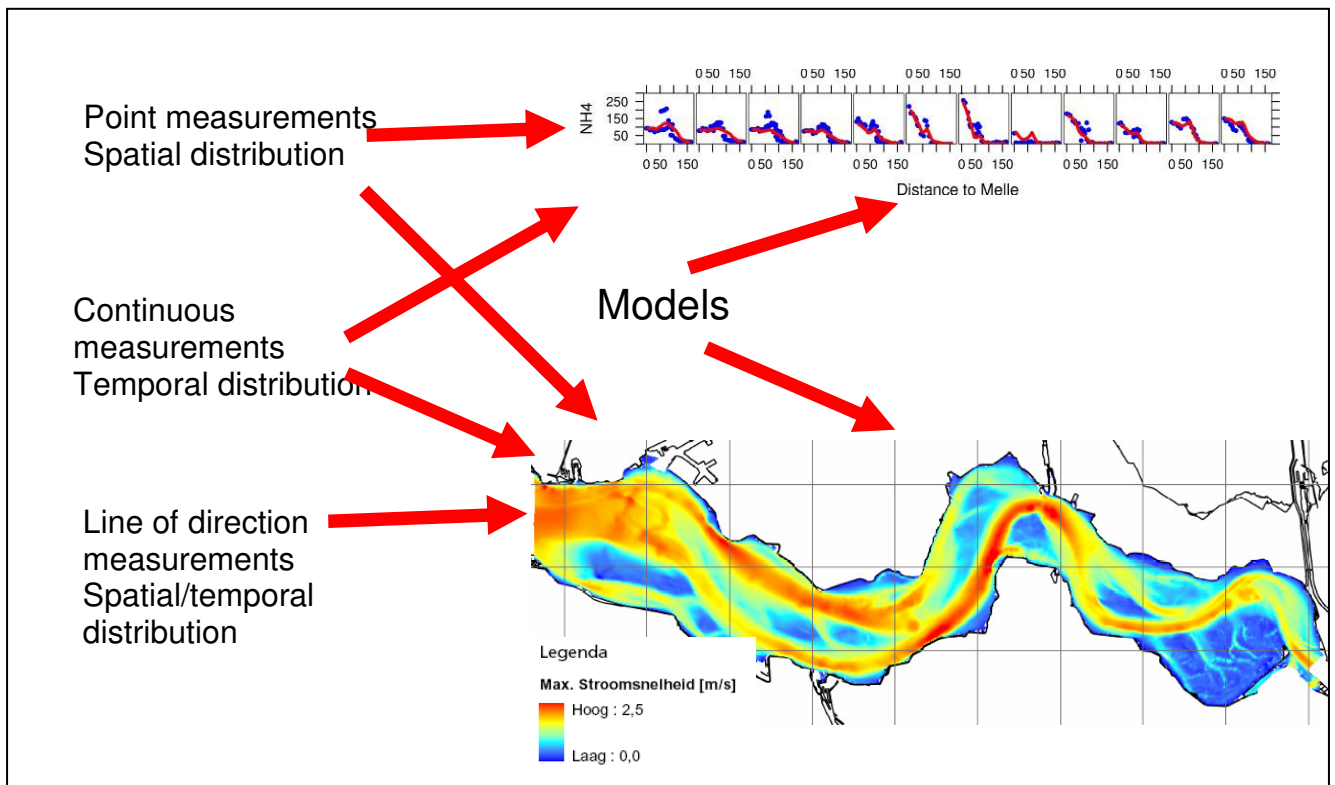 Point measurements
Spatial distribution
Continuous
measurements
Temporal distribution
Line of direction
measurements
Spatial/temporal
distribution
Models
0 50 150 0 50 150 0 50 150 0 50 150 0 50 150
NH4
250
150
50
0 50 150 0 50 150 0 50 150 0 50 150 0 50 150 0 50 150
Distance to Melle
Legenda
Max. Stroomsnelheid [m/s]
Hoog : 2,5
Laag : 0,0